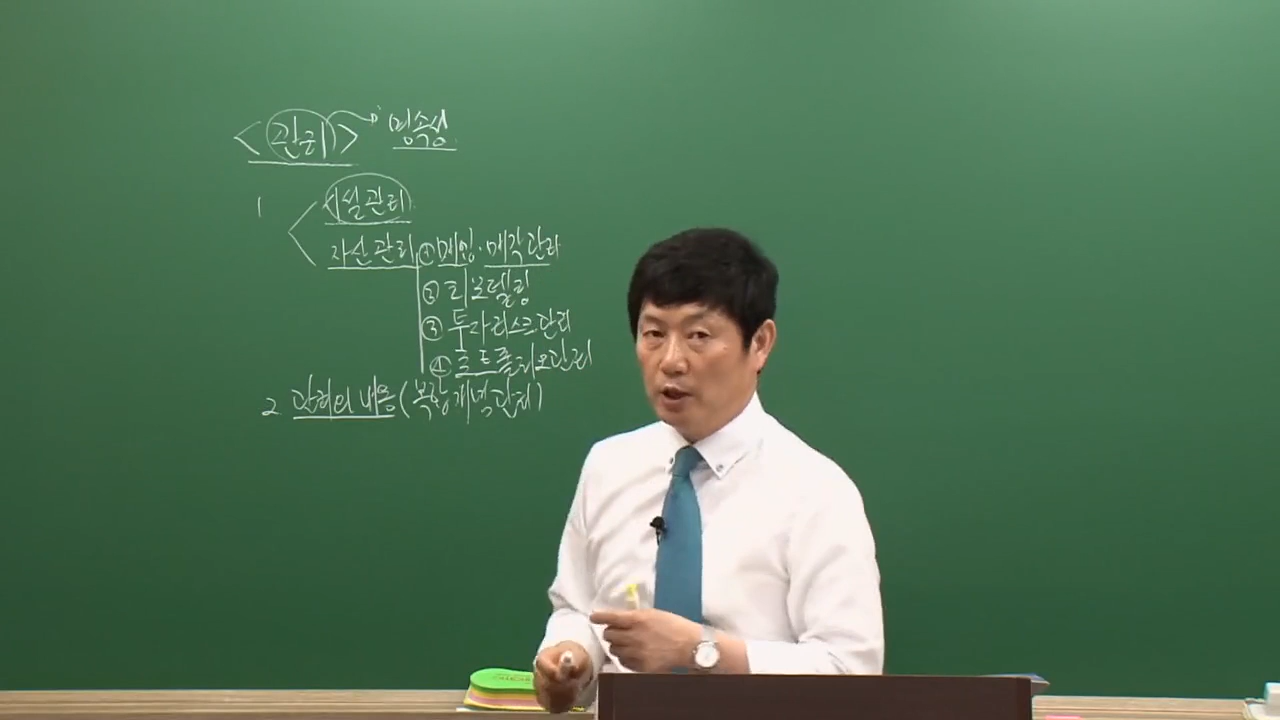 <관리> → 영속성
1 < 시설관리
자산관리 ① 매입·매각관리
② 리모델링
③ 투자리스크관리
④ 포트폴리오관리
2 관리의 내용 (복합개념관리)